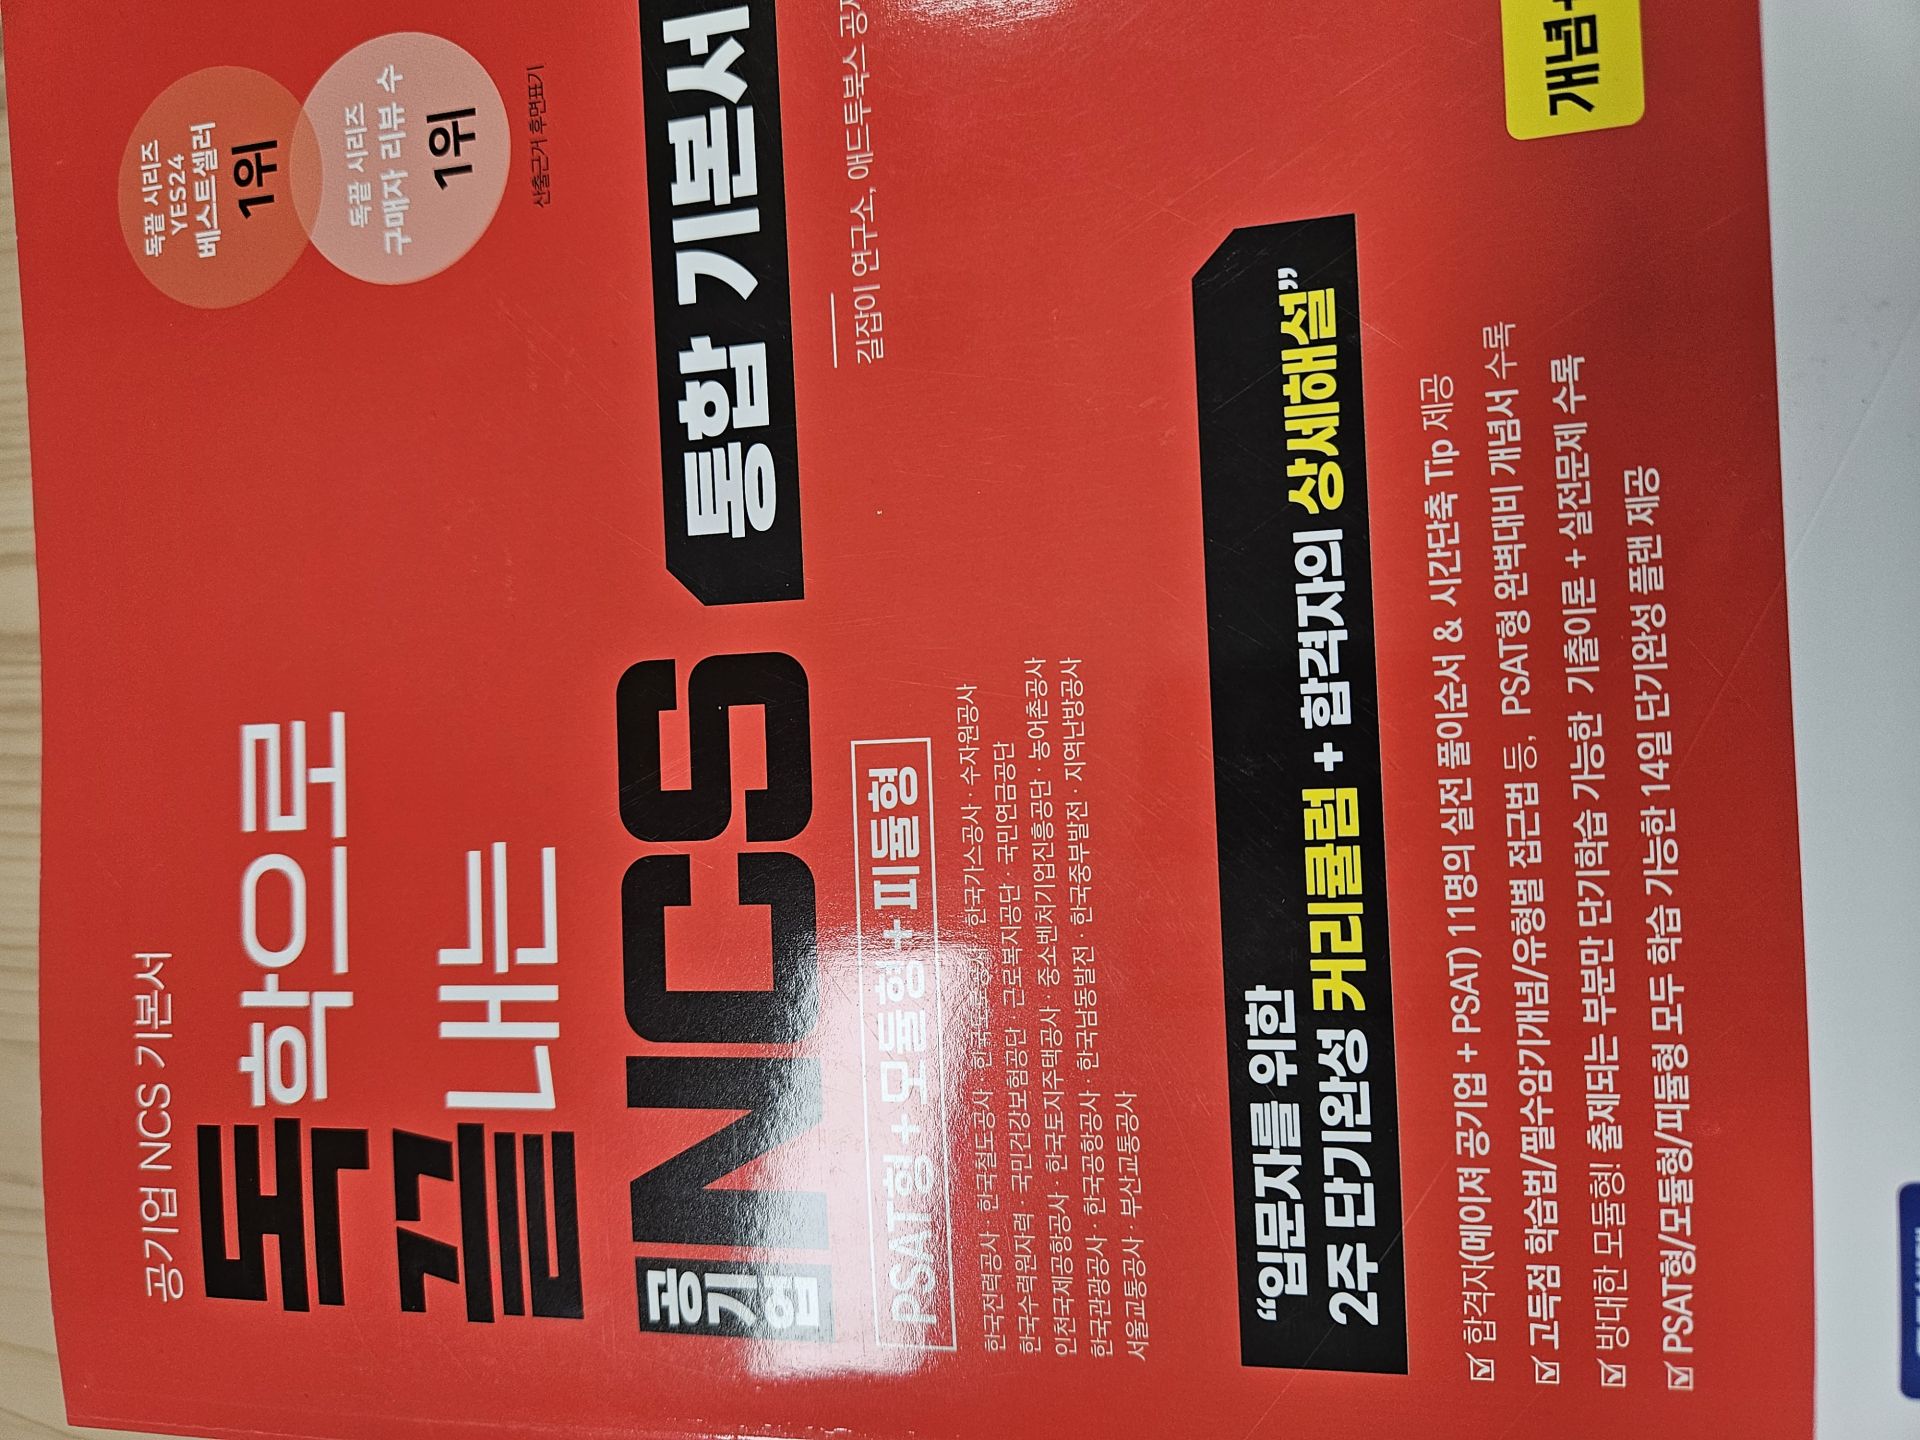 공기업 NCS 기본서
독학으로
끝내는
공기업 NCS 통합 기본서
독끝 시리즈
YES24
베스트셀러
1위
독끝 시리즈
구매자 리뷰 수
1위
산출근거 후면표기
길잡이 연구소, 애드투북스
PSAT형 + 모듈형 + 피듈형
한국전력공사 · 한국철도공사 · 한국도로공사 · 한국가스공사 · 수자원공사
한국수력원자력 · 국민건강보험공단 · 근로복지공단 · 국민연금공단
인천국제공항공사 · 한국토지주택공사 · 중소벤처기업진흥공단 · 농어촌공사
한국관광공사 · 한국공항공사 · 한국남동발전 · 한국중부발전 · 지역난방공사
서울교통공사 · 부산교통공사
“입문자를 위한
2주 단기완성 커리큘럼 + 합격자의 상세해설”
합격자(메이져 공기업 + PSAT) 11명의 실전 풀이순서 & 시간단축 Tip 제공
고득점 학습법/필수암기개념/유형별 접근법 등, PSAT형 완벽대비 개념서 수록
방대한 모듈형! 출제되는 부분만 단기학습 가능한 기출이론 + 실전문제 수록
PSAT형/모듈형/피듈형 모두 학습 가능한 14일 단기완성 플랜 제공
개념+